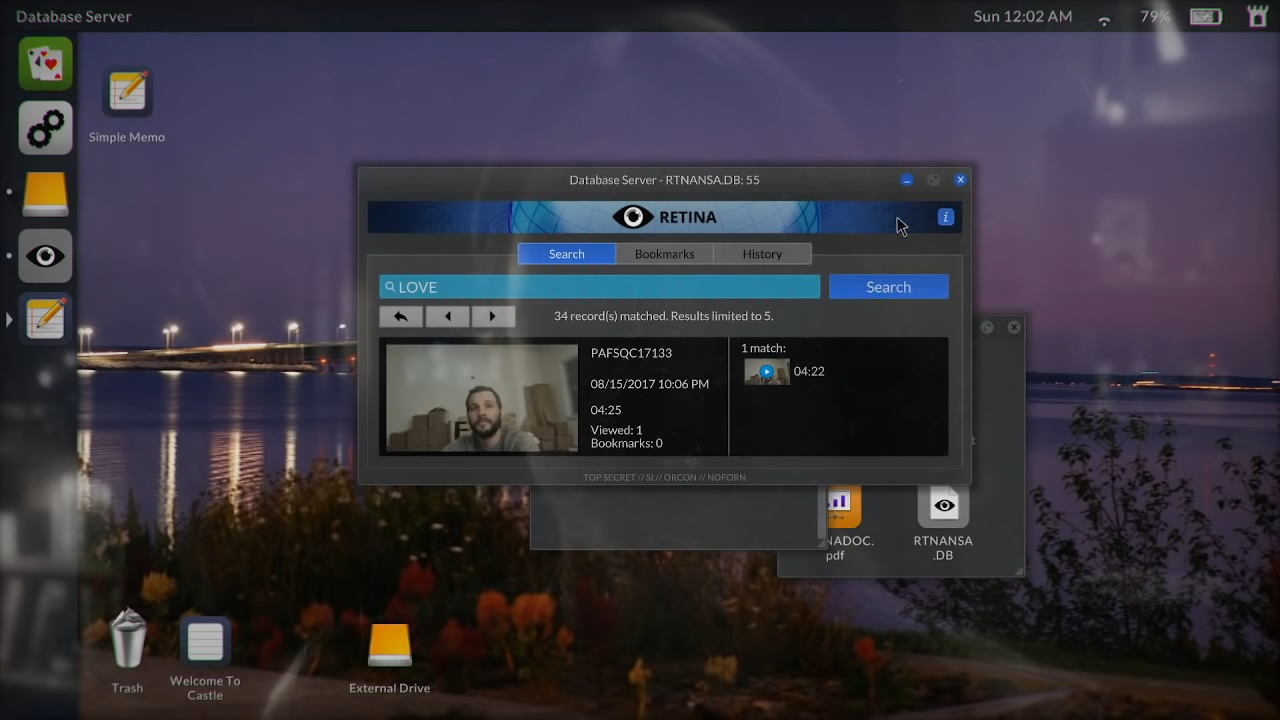 Database Server
Sun 12:02 AM
79%
Simple Memo
Database Server - RTNANSA.DB: 55
RETINA
Search
Bookmarks
History
LOVE
Search
34 record(s) matched. Results limited to 5.
PAFSQC17133
08/15/2017 10:06 PM
04:25
Viewed: 1
Bookmarks: 0
1 match:
04:22
TOP SECRET // SI // ORCON // NOFORN
NADOC.
pdf
RTNANSA
.DB
Trash
Welcome To
Castle
External Drive